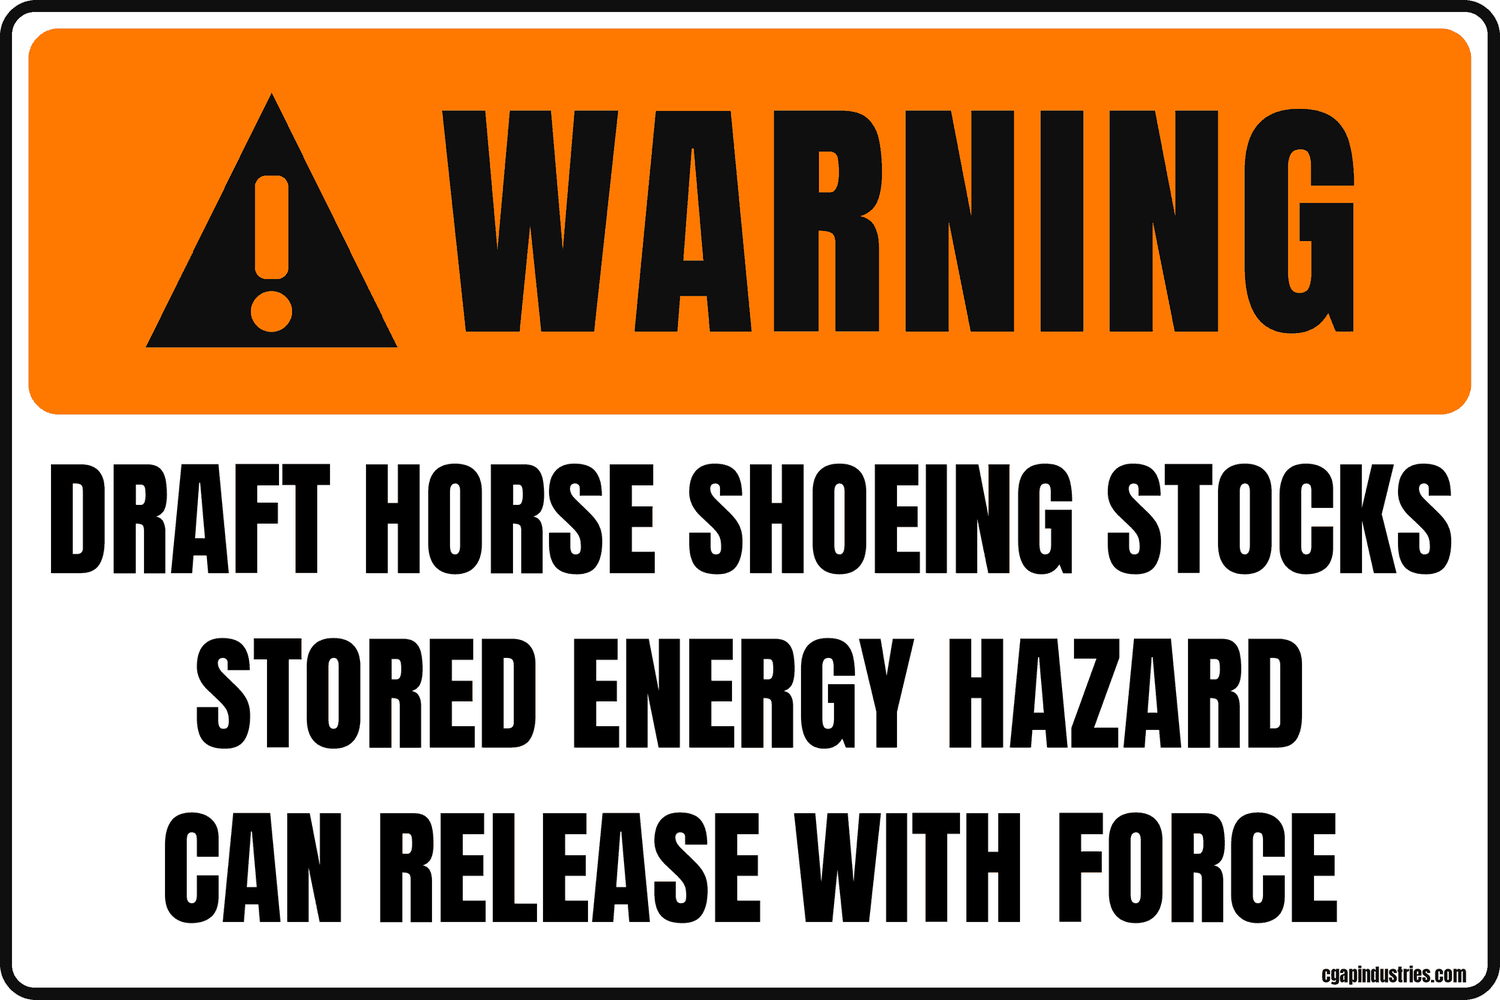 WARNING
DRAFT HORSE SHOEING STOCKS
STORED ENERGY HAZARD
CAN RELEASE WITH FORCE
cgapindustries.com